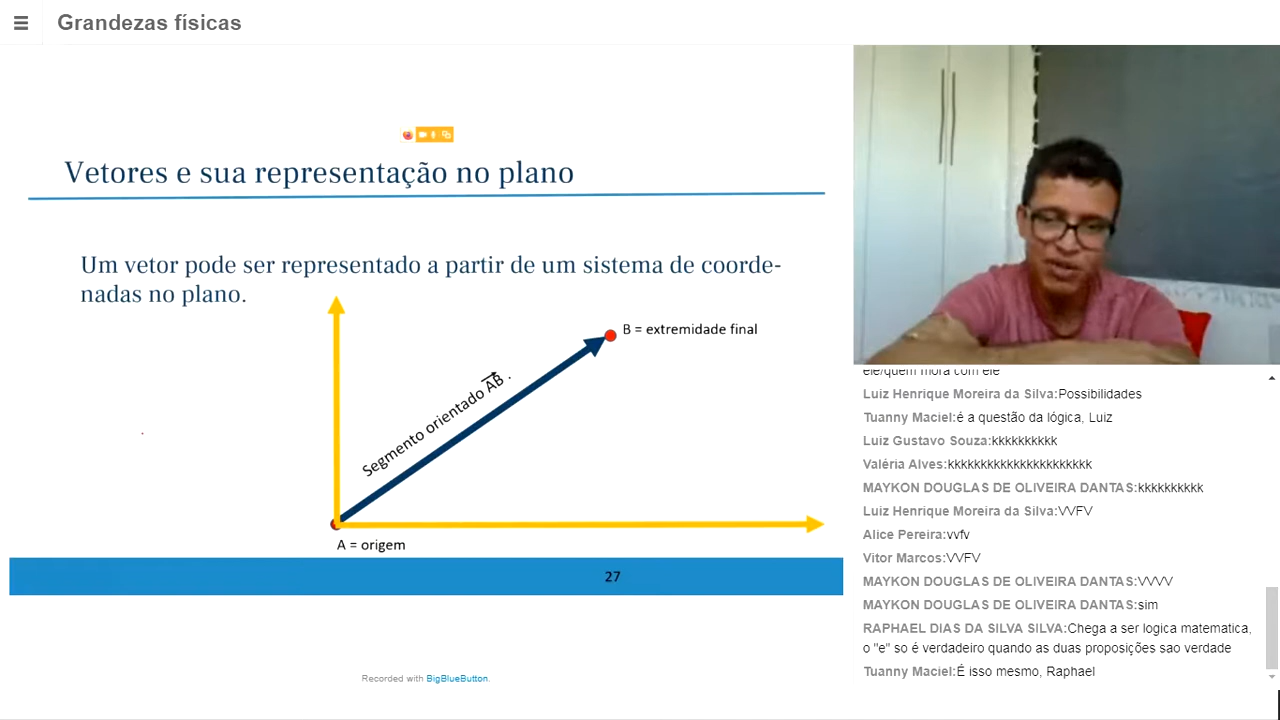 Grandezas físicas
Vetores e sua representação no plano
Um vetor pode ser representado a partir de um sistema de coorde-
nadas no plano.
B = extremidade final
Segmento orientado AB .
A = origem
27
Recorded with BigBlueButton.
ele/quem mora com ele
Luiz Henrique Moreira da Silva:Possibilidades
Tuanny Maciel:é a questão da lógica, Luiz
Luiz Gustavo Souza:kkkkkkkkkk
Valéria Alves:kkkkkkkkkkkkkkkkkkkkkk
MAYKON DOUGLAS DE OLIVEIRA DANTAS:kkkkkkkkkk
Luiz Henrique Moreira da Silva:VVFV
Alice Pereira:vvfv
Vitor Marcos:VVFV
MAYKON DOUGLAS DE OLIVEIRA DANTAS:VVVV
MAYKON DOUGLAS DE OLIVEIRA DANTAS:sim
RAPHAEL DIAS DA SILVA SILVA:Chega a ser logica matematica,
o "e" so é verdadeiro quando as duas proposições sao verdade
Tuanny Maciel:É isso mesmo, Raphael